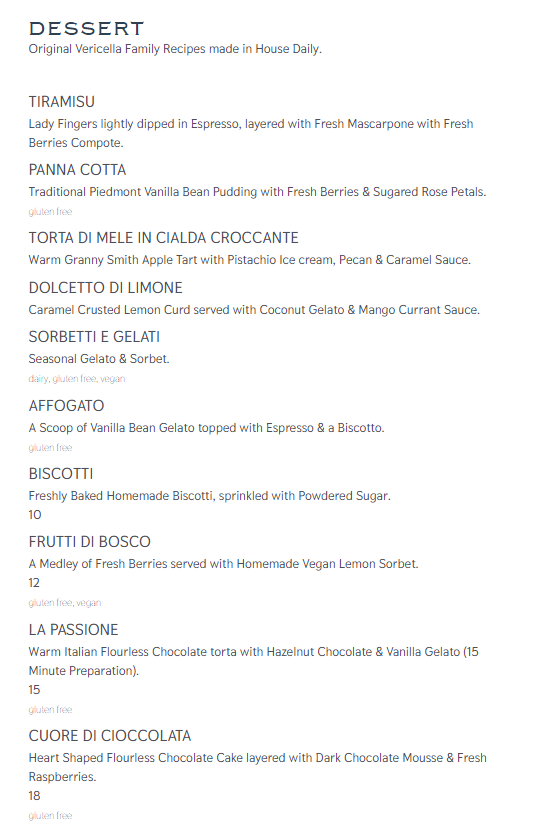 DESSERT
Original Vericella Family Recipes made in House Daily.
TIRAMISU
Lady Fingers lightly dipped in Espresso, layered with Fresh Mascarpone with Fresh
Berries Compote.
PANNA COTTA
Traditional Piedmont Vanilla Bean Pudding with Fresh Berries & Sugared Rose Petals.
gluten free
TORTA DI MELE IN CIALDA CROCCANTE
Warm Granny Smith Apple Tart with Pistachio Ice cream, Pecan & Caramel Sauce.
DOLCETTO DI LIMONE
Caramel Crusted Lemon Curd served with Coconut Gelato & Mango Currant Sauce.
SORBETTI E GELATI
Seasonal Gelato & Sorbet.
dairy, gluten free, vegan
AFFOGATO
A Scoop of Vanilla Bean Gelato topped with Espresso & a Biscotto.
gluten free
BISCOTTI
Freshly Baked Homemade Biscotti, sprinkled with Powdered Sugar.
10
FRUTTI DI BOSCO
A Medley of Fresh Berries served with Homemade Vegan Lemon Sorbet.
12
gluten free, vegan
LA PASSIONE
Warm Italian Flourless Chocolate torta with Hazelnut Chocolate & Vanilla Gelato (15
Minute Preparation).
15
gluten free
CUORE DI CIOCCOLATA
Heart Shaped Flourless Chocolate Cake layered with Dark Chocolate Mousse & Fresh
Raspberries.
18
gluten free